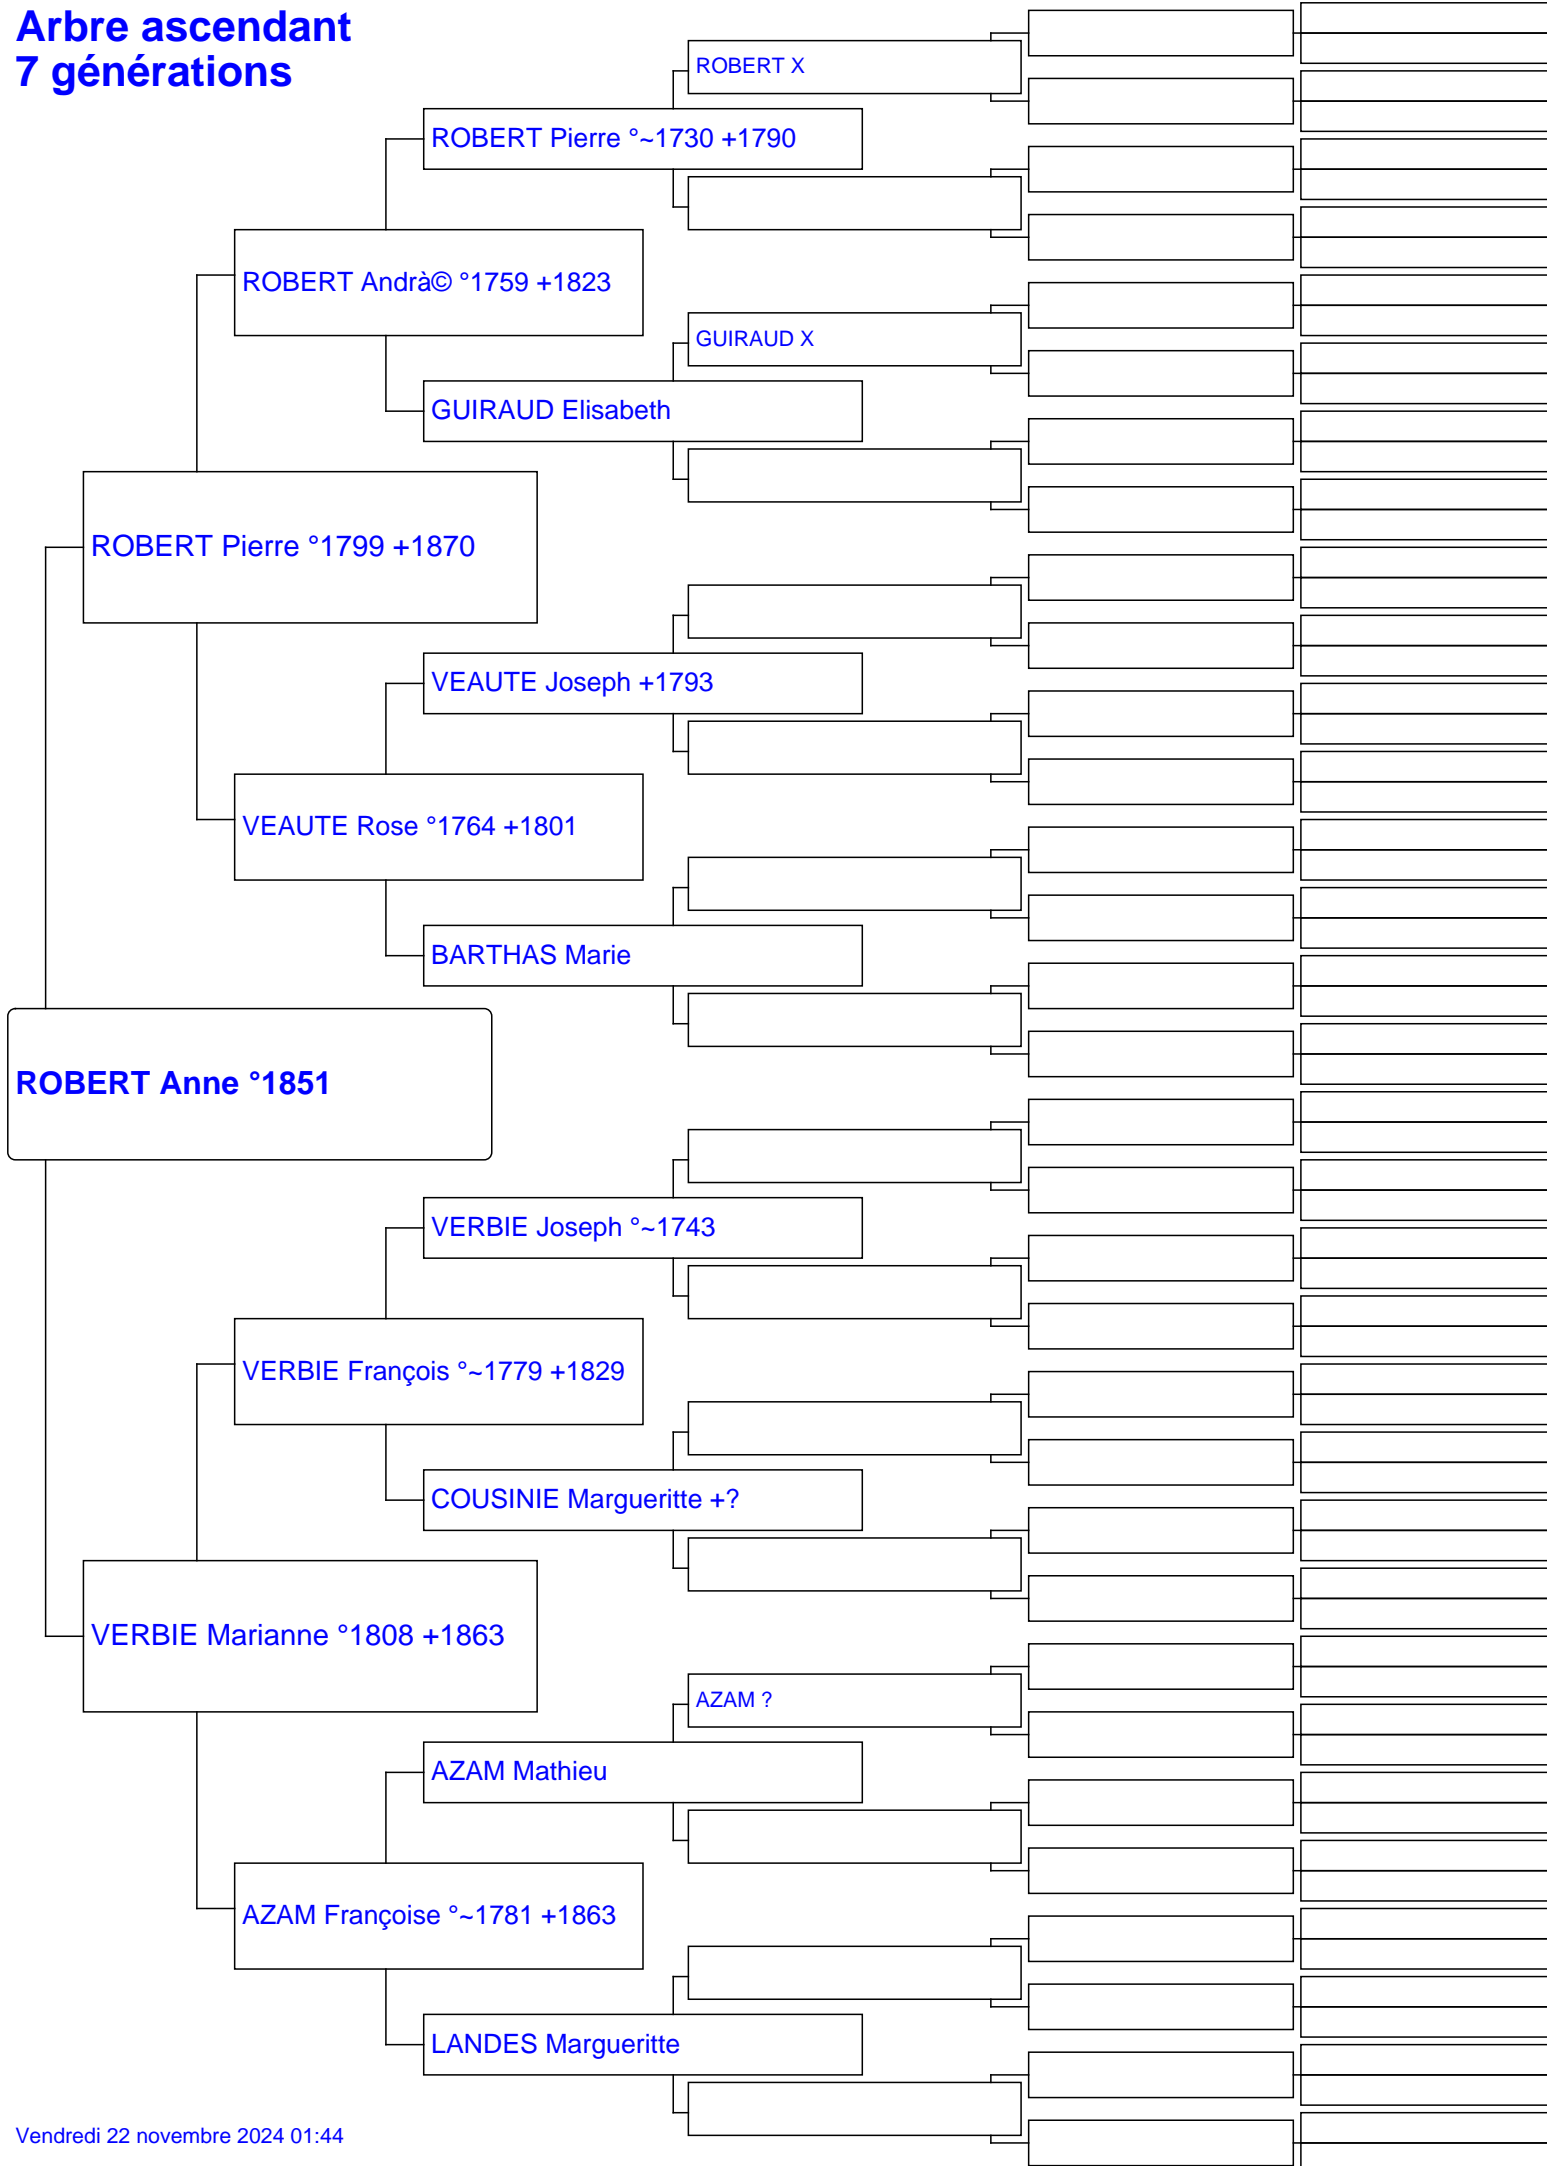 Arbre ascendant
7 générations
ROBERT X
ROBERT Pierre °~1730 +1790
ROBERT Andrà© °1759 +1823
GUIRAUD X
GUIRAUD Elisabeth
ROBERT Pierre °1799 +1870
VEAUTE Joseph +1793
VEAUTE Rose °1764 +1801
BARTHAS Marie
ROBERT Anne °1851
VERBIE Joseph °~1743
VERBIE François °~1779 +1829
COUSINIE Margueritte +?
VERBIE Marianne °1808 +1863
AZAM ?
AZAM Mathieu
AZAM Françoise °~1781 +1863
LANDES Margueritte
Vendredi 22 novembre 2024 01:44